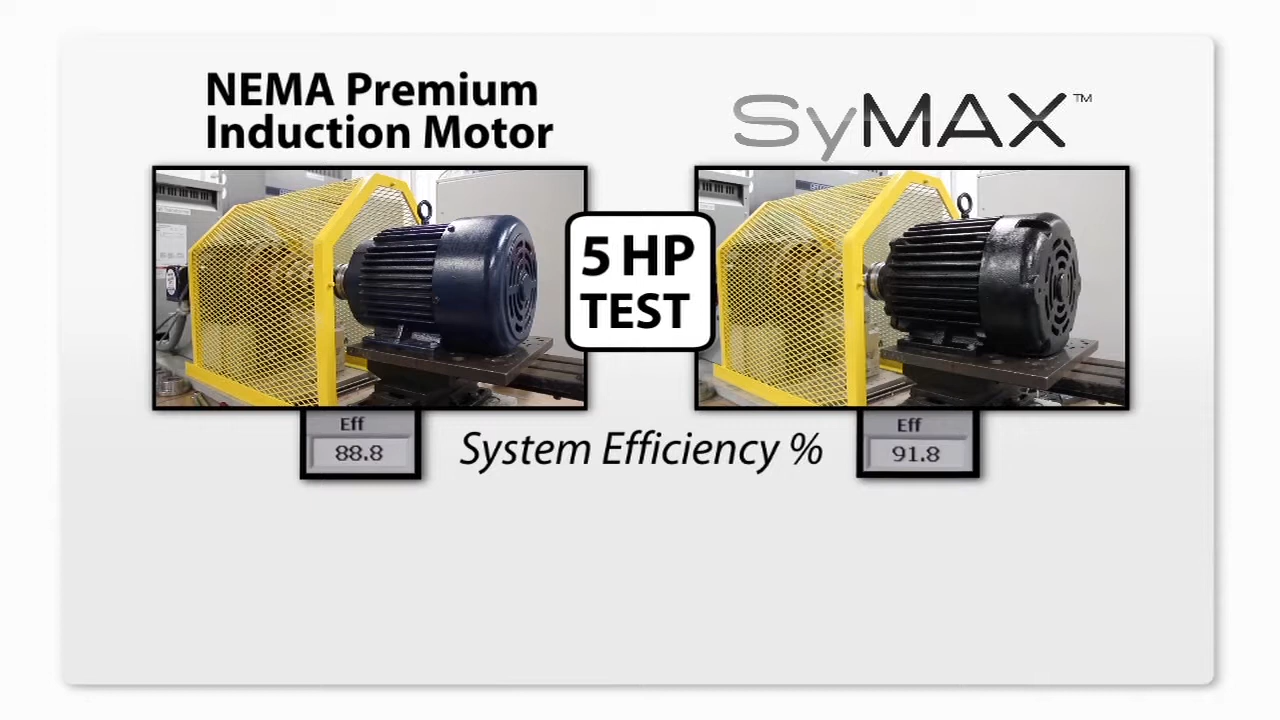 NEMA Premium
Induction Motor
SyMAX™
5 HP
TEST
Eff
88.8
System Efficiency %
Eff
91.8